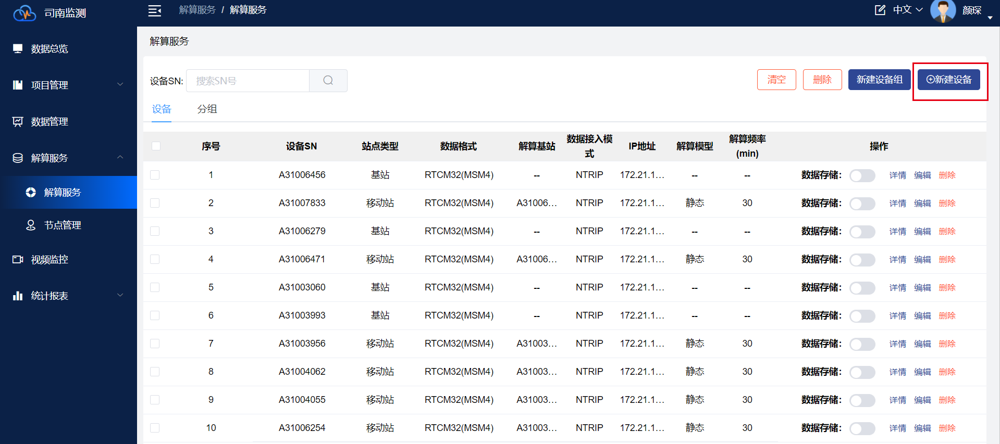 司南监测
解算服务 / 解算服务
中文
颜琛
数据总览
项目管理
数据管理
解算服务
解算服务
节点管理
视频监控
统计报表
解算服务
设备SN: 搜索SN号
清空 删除 新建设备组 新建设备
设备 分组
序号 设备SN 站点类型 数据格式 解算基站 数据接入模式 IP地址 解算模型 解算频率(min) 操作
1 A31006456 基站 RTCM32(MSM4) -- NTRIP 172.21.1... -- -- 数据存储: 详情 编辑 删除
2 A31007833 移动站 RTCM32(MSM4) A31006... NTRIP 172.21.1... 静态 30 数据存储: 详情 编辑 删除
3 A31006279 基站 RTCM32(MSM4) -- NTRIP 172.21.1... -- -- 数据存储: 详情 编辑 删除
4 A31006471 移动站 RTCM32(MSM4) A31006... NTRIP 172.21.1... 静态 30 数据存储: 详情 编辑 删除
5 A31003060 基站 RTCM32(MSM4) -- NTRIP 172.21.1... -- -- 数据存储: 详情 编辑 删除
6 A31003993 基站 RTCM32(MSM4) -- NTRIP 172.21.1... -- -- 数据存储: 详情 编辑 删除
7 A31003956 移动站 RTCM32(MSM4) A31003... NTRIP 172.21.1... 静态 30 数据存储: 详情 编辑 删除
8 A31004062 移动站 RTCM32(MSM4) A31003... NTRIP 172.21.1... 静态 30 数据存储: 详情 编辑 删除
9 A31004055 移动站 RTCM32(MSM4) A31003... NTRIP 172.21.1... 静态 30 数据存储: 详情 编辑 删除
10 A31006254 移动站 RTCM32(MSM4) A31003... NTRIP 172.21.1... 静态 30 数据存储: 详情 编辑 删除